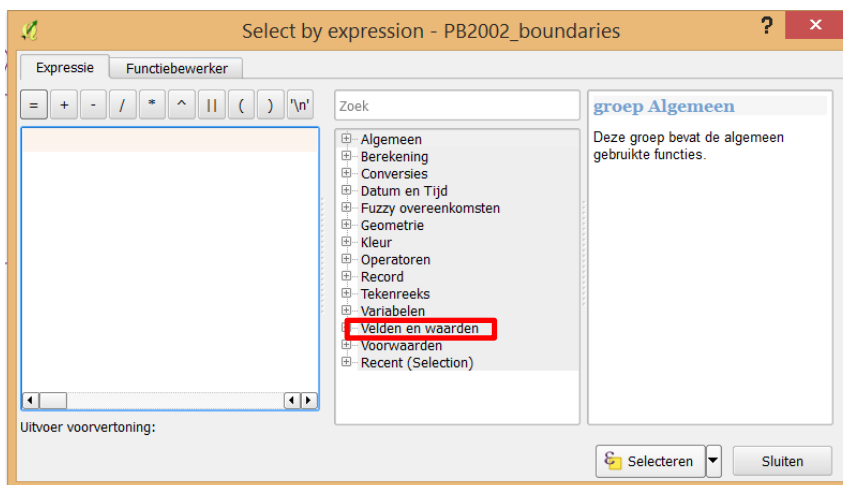 Select by expression - PB2002_boundaries
? ×
Expressie Functiebewerker
= + - / * ^ || ( ) '\n'
Zoek
Algemeen
Berekening
Conversies
Datum en Tijd
Fuzzy overeenkomsten
Geometrie
Kleur
Operatoren
Record
Tekenreeks
Variabelen
Velden en waarden
Voorwaarden
Recent (Selection)
groep Algemeen
Deze groep bevat de algemeen
gebruikte functies.
Uitvoer voorvertoning:
ε Selecteren
Sluiten